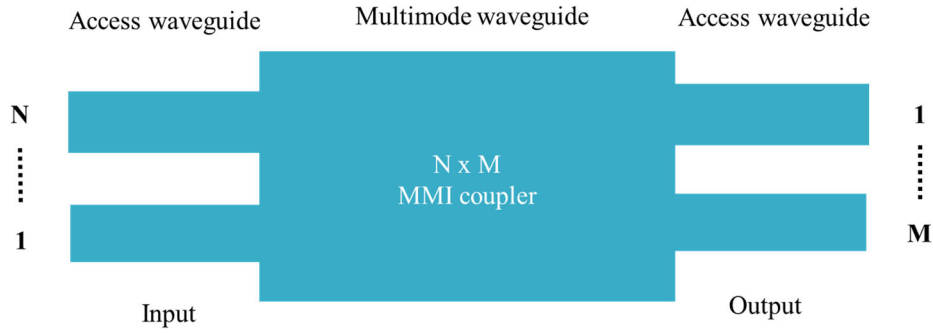 Access waveguide
Multimode waveguide
Access waveguide
N
1
N x M
MMI coupler
1
M
Input
Output